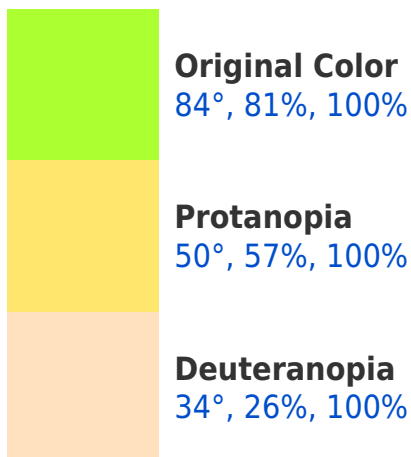 Original Color
84°, 81%, 100%
Protanopia
50°, 57%, 100%
Deuteranopia
34°, 26%, 100%